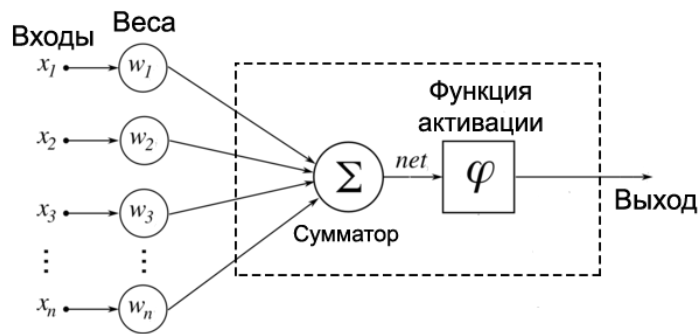 Входы Веса
x1 w1
x2 w2
x3 w3
⋮ ⋮
xn wn
Σ
Сумматор
net
Функция
активации
φ
Выход